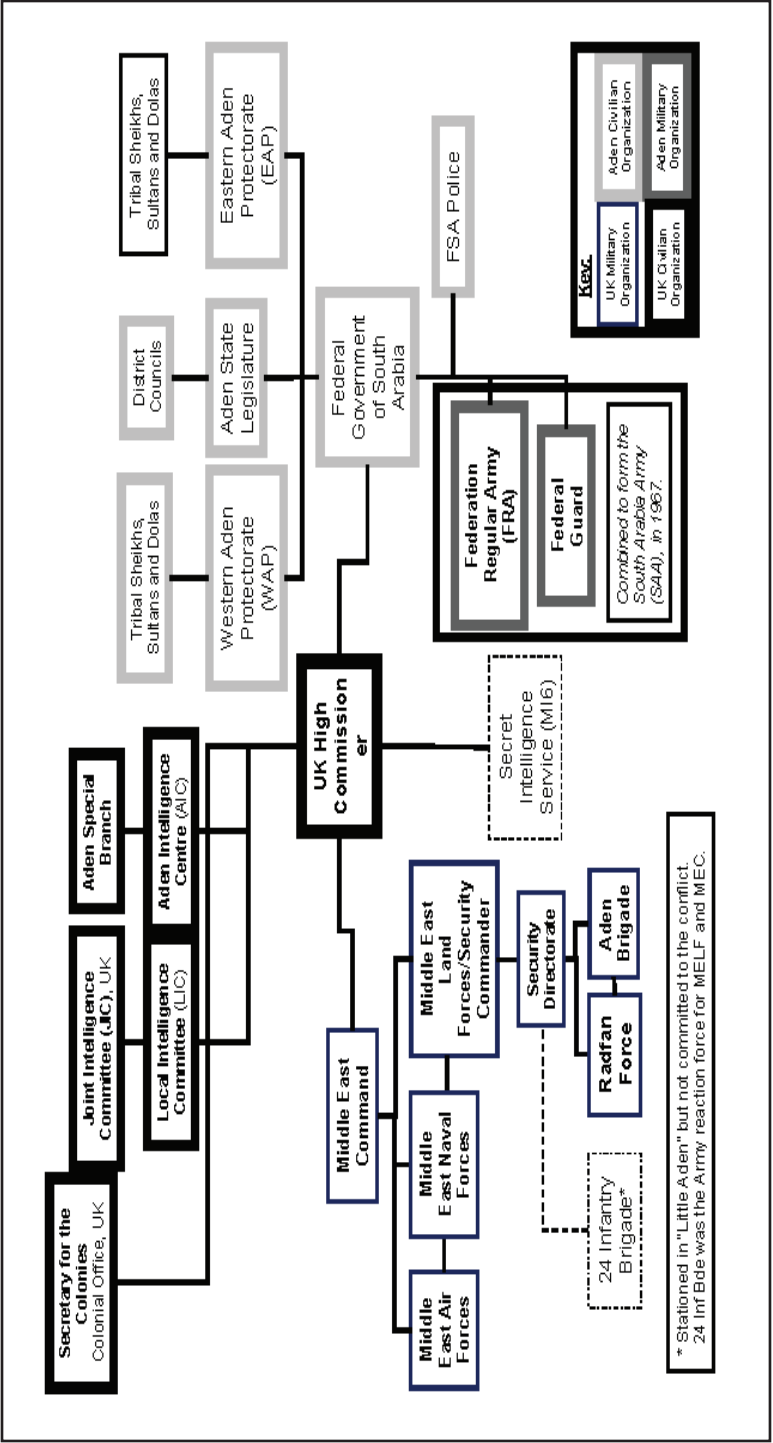 Secretary for the
Colonies
Colonial Office, UK
Joint Intelligence
Committee (JIC), UK
Aden Special
Branch
Local Intelligence
Committee (LIC)
Aden Intelligence
Centre (AIC)
Tribal Sheikhs,
Sultans and Dolas
District
Councils
Tribal Sheikhs,
Sultans and Dolas
Western Aden
Protectorate
(WAP)
Aden State
Legislature
Eastern Aden
Protectorate
(EAP)
UK High
Commission
er
Federal
Government
of South
Arabia
Middle East
Command
Middle
East Air
Forces
Middle
East Naval
Forces
Middle East
Land
Forces/Security
Commander
Security
Directorate
24 Infantry
Brigade*
Radfan
Force
Aden
Brigade
Secret
Intelligence
Service (MI6)
FSA Police
Federation
Regular Army
(FRA)
Federal
Guard
Combined to form the
South Arabia Army
(SAA), in 1967.
Key:
UK Military
Organization
Aden Civilian
Organization
UK Civilian
Organization
Aden Military
Organization
* Stationed in "Little Aden" but not committed to the conflict.
24 Inf Bde was the Army reaction force for MELF and MEC.